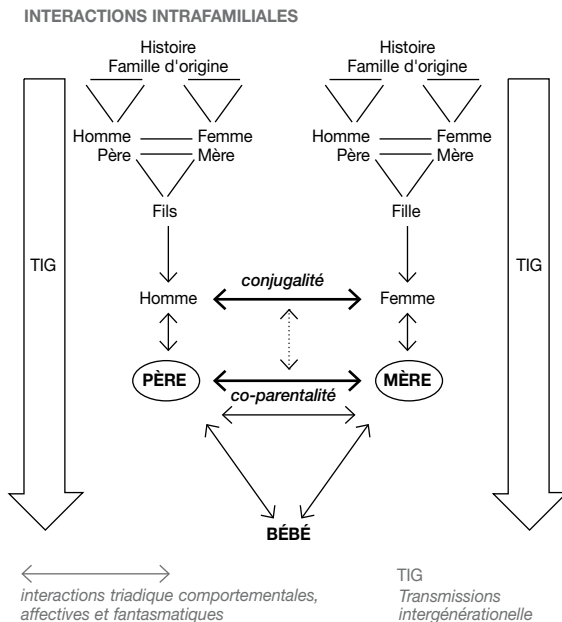 INTERACTIONS INTRAFAMILIALES
Histoire
Famille d'origine
Histoire
Famille d'origine
Homme
Femme
Homme
Femme
Père
Mère
Père
Mère
Fils
Fille
TIG
TIG
conjugalité
Homme
Femme
PÈRE
MÈRE
co-parentalité
BÉBÉ
interactions triadique comportementales,
affectives et fantasmatiques
TIG
Transmissions
intergénérationelle